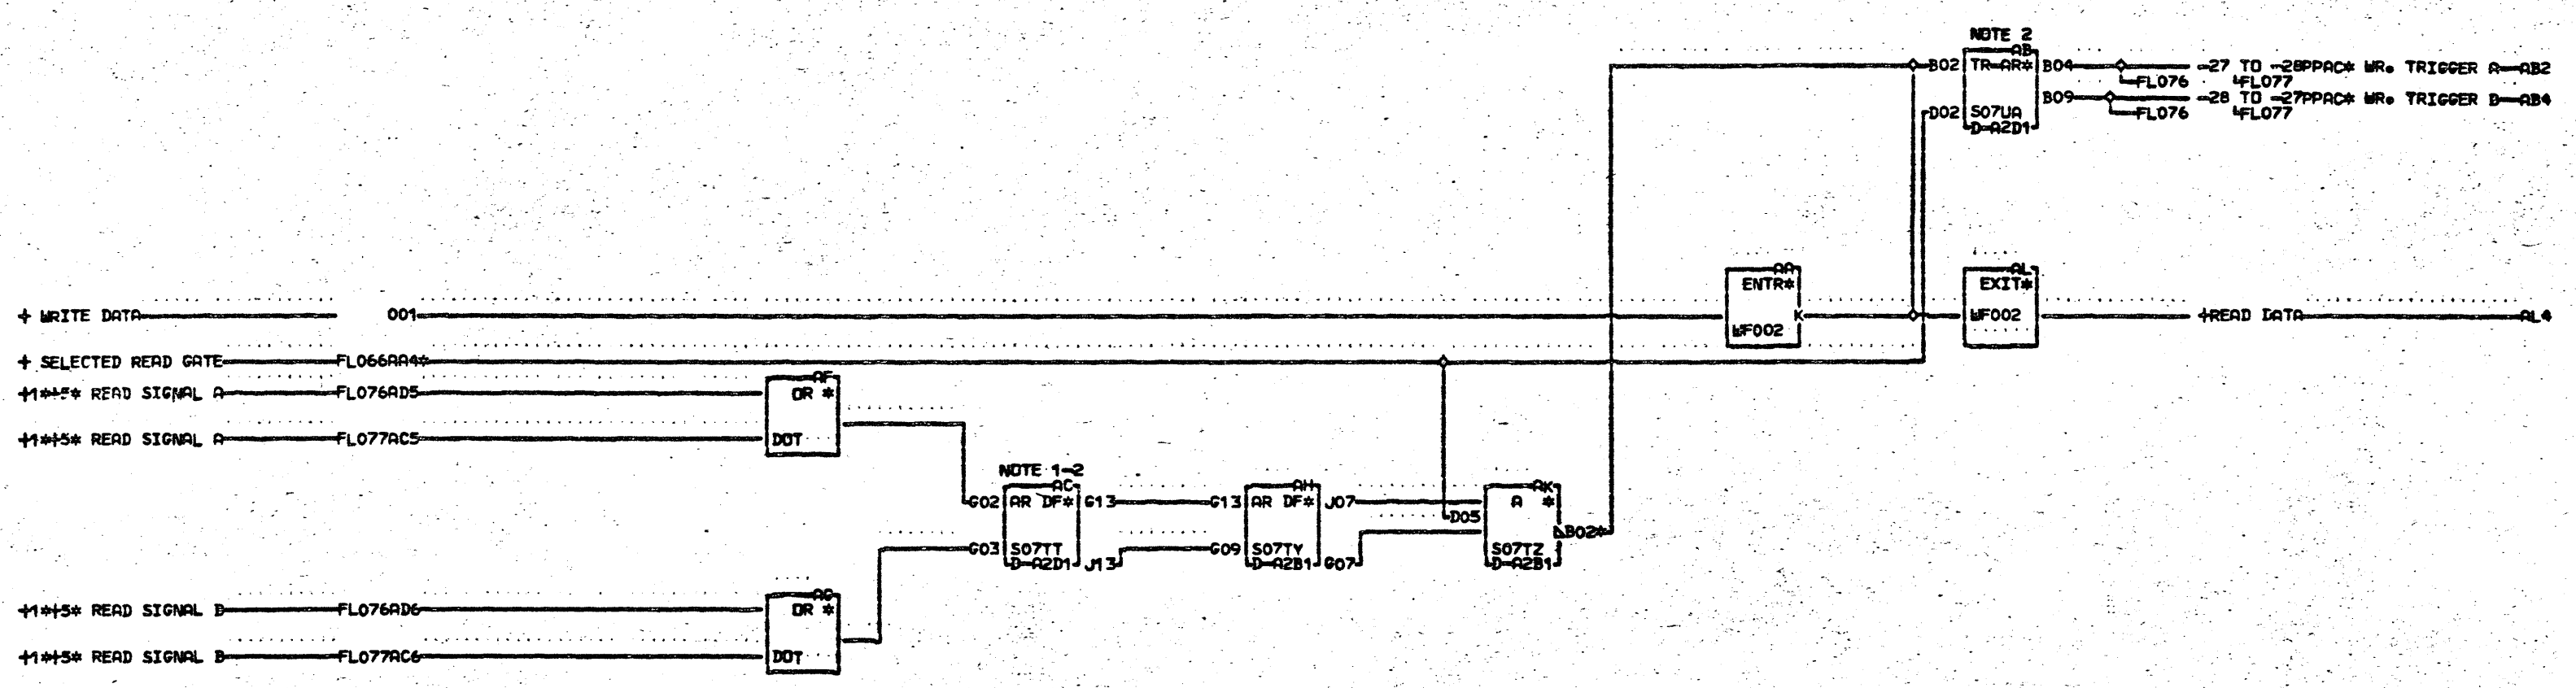 NOTE 2
AB
B02 TR AR* B04 -27 TO -28PPAC* WR. TRIGGER A AB2
FL076 FL077
B09 -28 TO -27PPAC* WR. TRIGGER B AB4
D02 S07UA FL076 FL077
D-A2D1
AA AL
ENTR* EXIT*
+ WRITE DATA 001 K WF002 +READ DATA AL4
WF002
+ SELECTED READ GATE FL066AA4*
AF
+1*+5* READ SIGNAL A FL076AD5 OR *
+1*+5* READ SIGNAL A FL077AC5 DOT
NOTE 1-2
AC AH AK
G02 AR DF* G13 G13 AR DF* J07 A *
D05
B02*
G03 S07TT G09 S07TY S07TZ
D-A2D1 J13 D-A2B1 G07 D-A2B1
AG
+1*+5* READ SIGNAL B FL076AD6 OR *
+1*+5* READ SIGNAL B FL077AC6 DOT